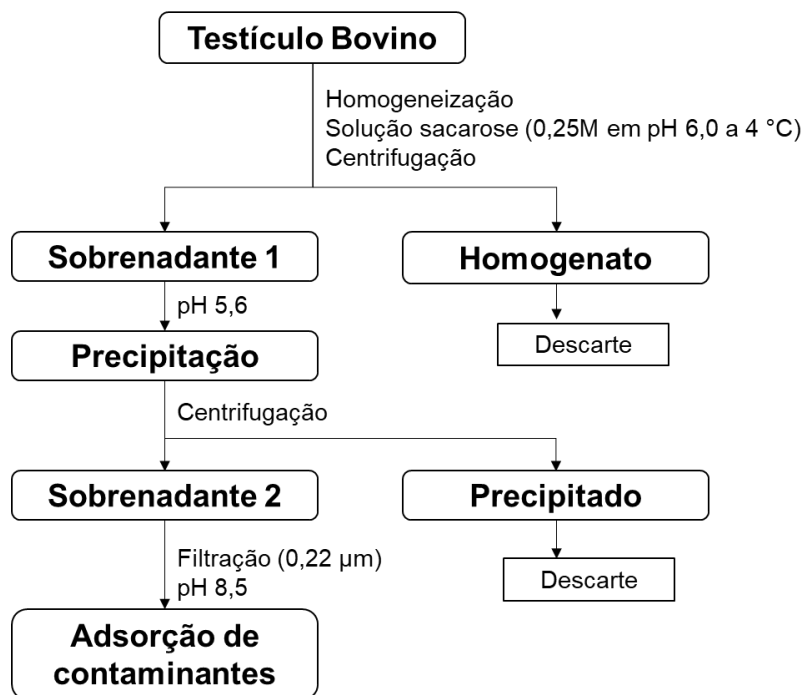 Testículo Bovino
Homogeneização
Solução sacarose (0,25M em pH 6,0 a 4 °C)
Centrifugação
Sobrenadante 1
Homogenato
pH 5,6
Descarte
Precipitação
Centrifugação
Sobrenadante 2
Precipitado
Filtração (0,22 µm)
pH 8,5
Descarte
Adsorção de
contaminantes